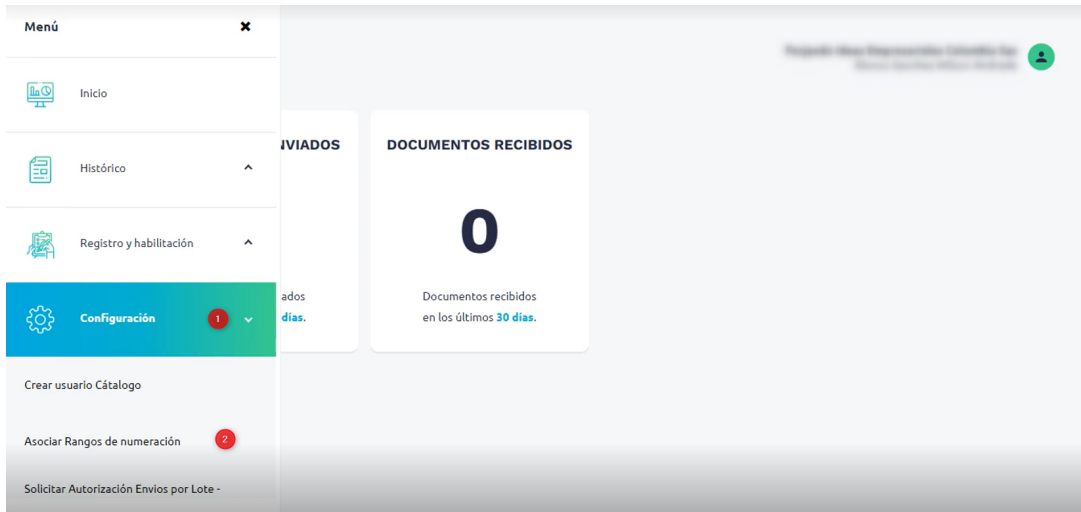 Menú
Inicio
Histórico
Registro y habilitación
Configuración 1
Crear usuario Cátalogo
Asociar Rangos de numeración 2
Solicitar Autorización Envios por Lote -
NVIADOS
ados
días.
DOCUMENTOS RECIBIDOS
0
Documentos recibidos
en los últimos 30 días.